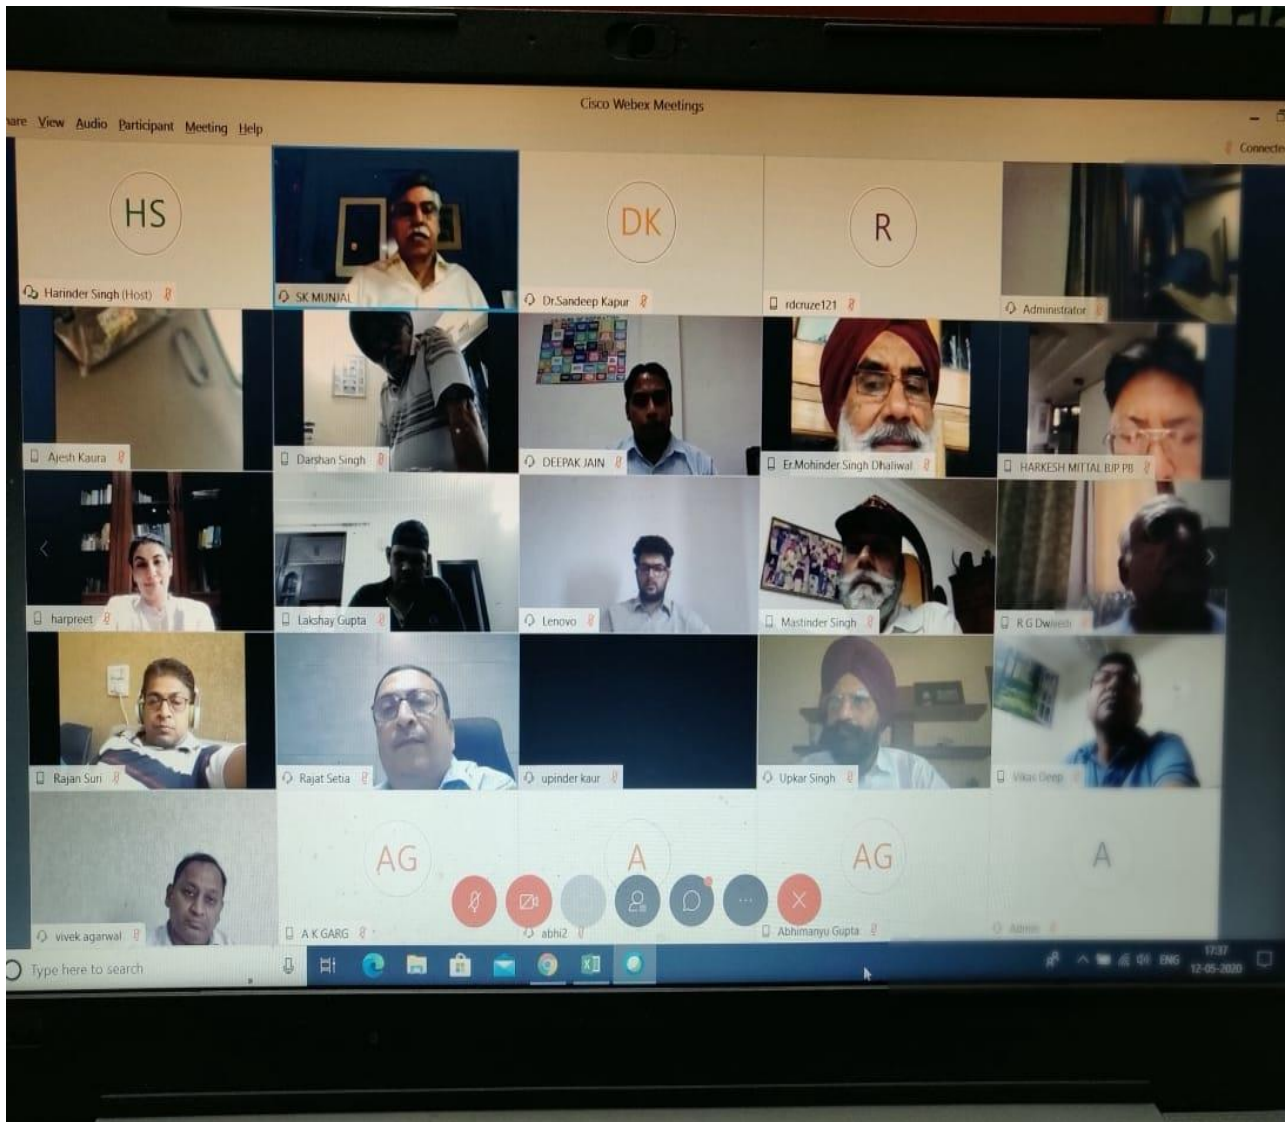 Cisco Webex Meetings
hare View Audio Participant Meeting Help
Connecte
HS
DK
R
Harinder Singh (Host)
SK MUNJAL
Dr.Sandeep Kapur
rdcruze121
Administrator
Ajesh Kaura
Darshan Singh
DEEPAK JAIN
Er.Mohinder Singh Dhaliwal
HARKESH MITTAL BJP PB
harpreet
Lakshay Gupta
Lenovo
Mastinder Singh
R G Dwivedi
Rajan Suri
Rajat Setia
upinder kaur
Upkar Singh
Vikas Deep
AG
A
AG
A
vivek agarwal
A K GARG
abhi2
Abhimanyu Gupta
Admin
Type here to search
ENG
17:37
12-05-2020